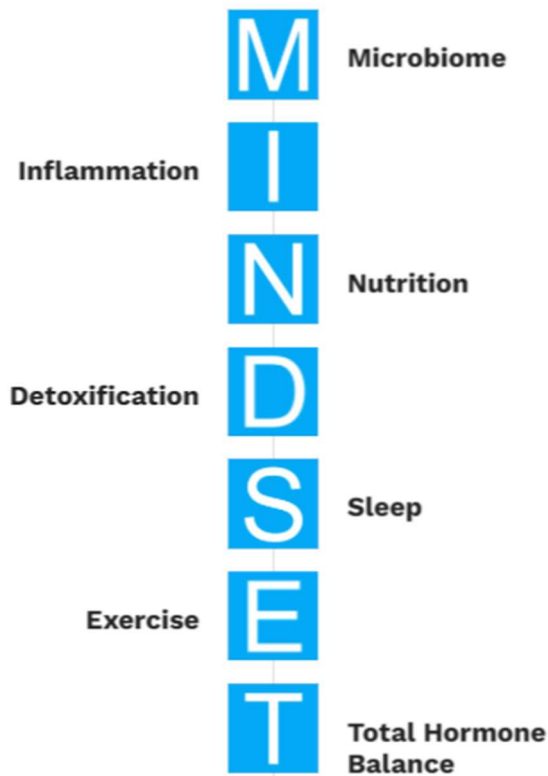 M Microbiome
Inflammation I
N Nutrition
Detoxification D
S Sleep
Exercise E
T Total Hormone
Balance